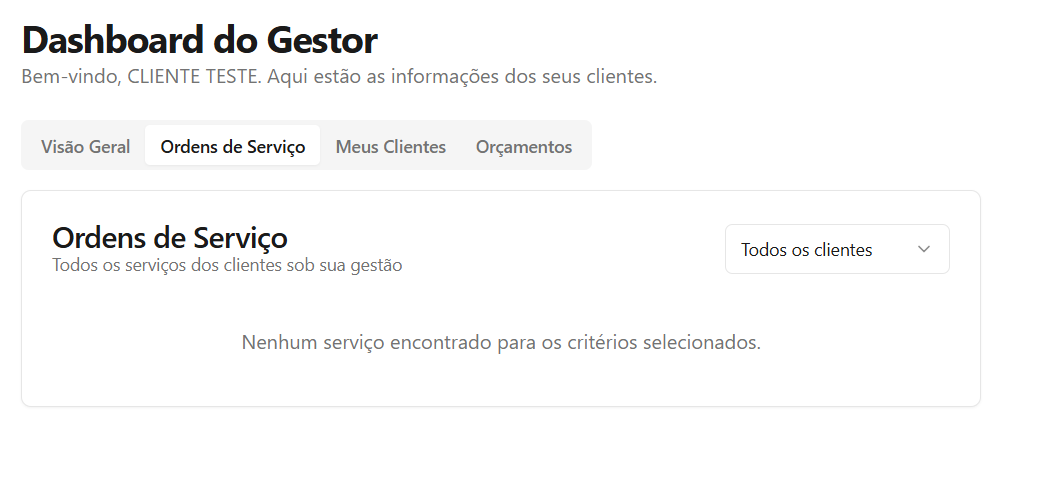 Dashboard do Gestor
Bem-vindo, CLIENTE TESTE. Aqui estão as informações dos seus clientes.
Visão Geral Ordens de Serviço Meus Clientes Orçamentos
Ordens de Serviço
Todos os serviços dos clientes sob sua gestão
Todos os clientes
Nenhum serviço encontrado para os critérios selecionados.